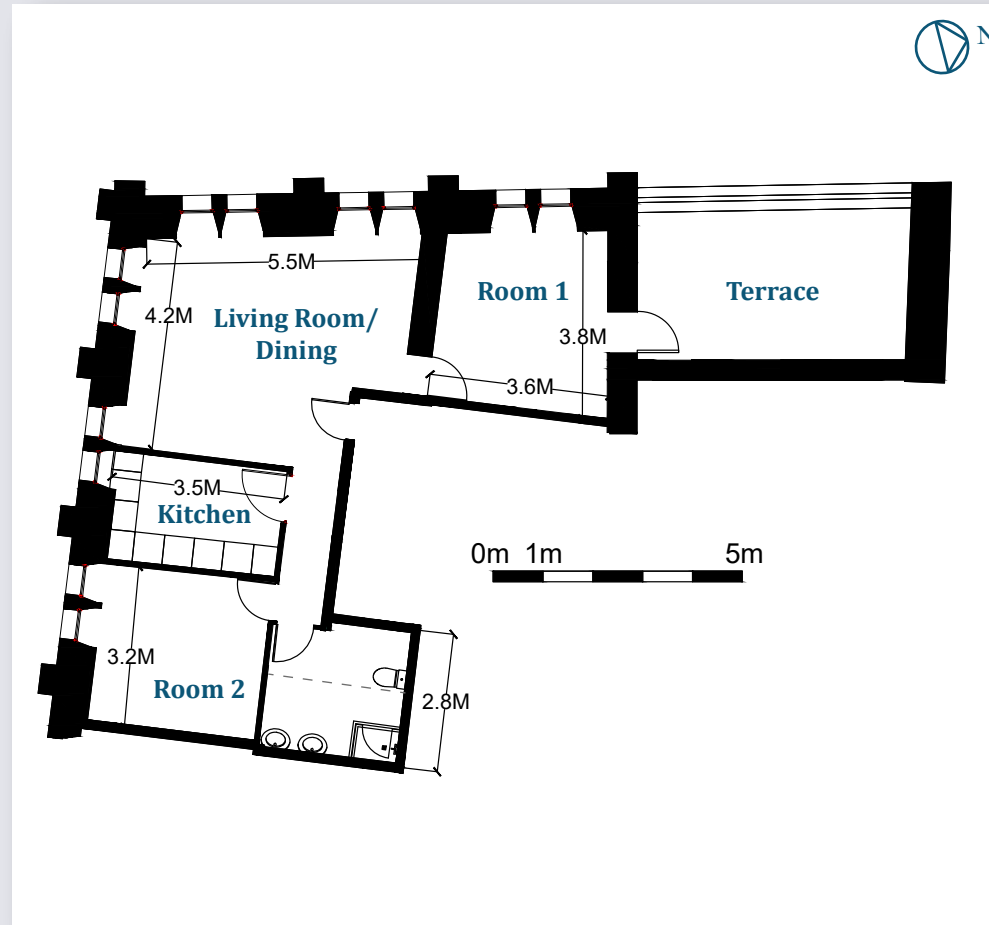 N
5.5M
Room 1
Terrace
4.2M
Living Room/
Dining
3.8M
3.6M
3.5M
Kitchen
0m 1m 5m
3.2M
Room 2
2.8M